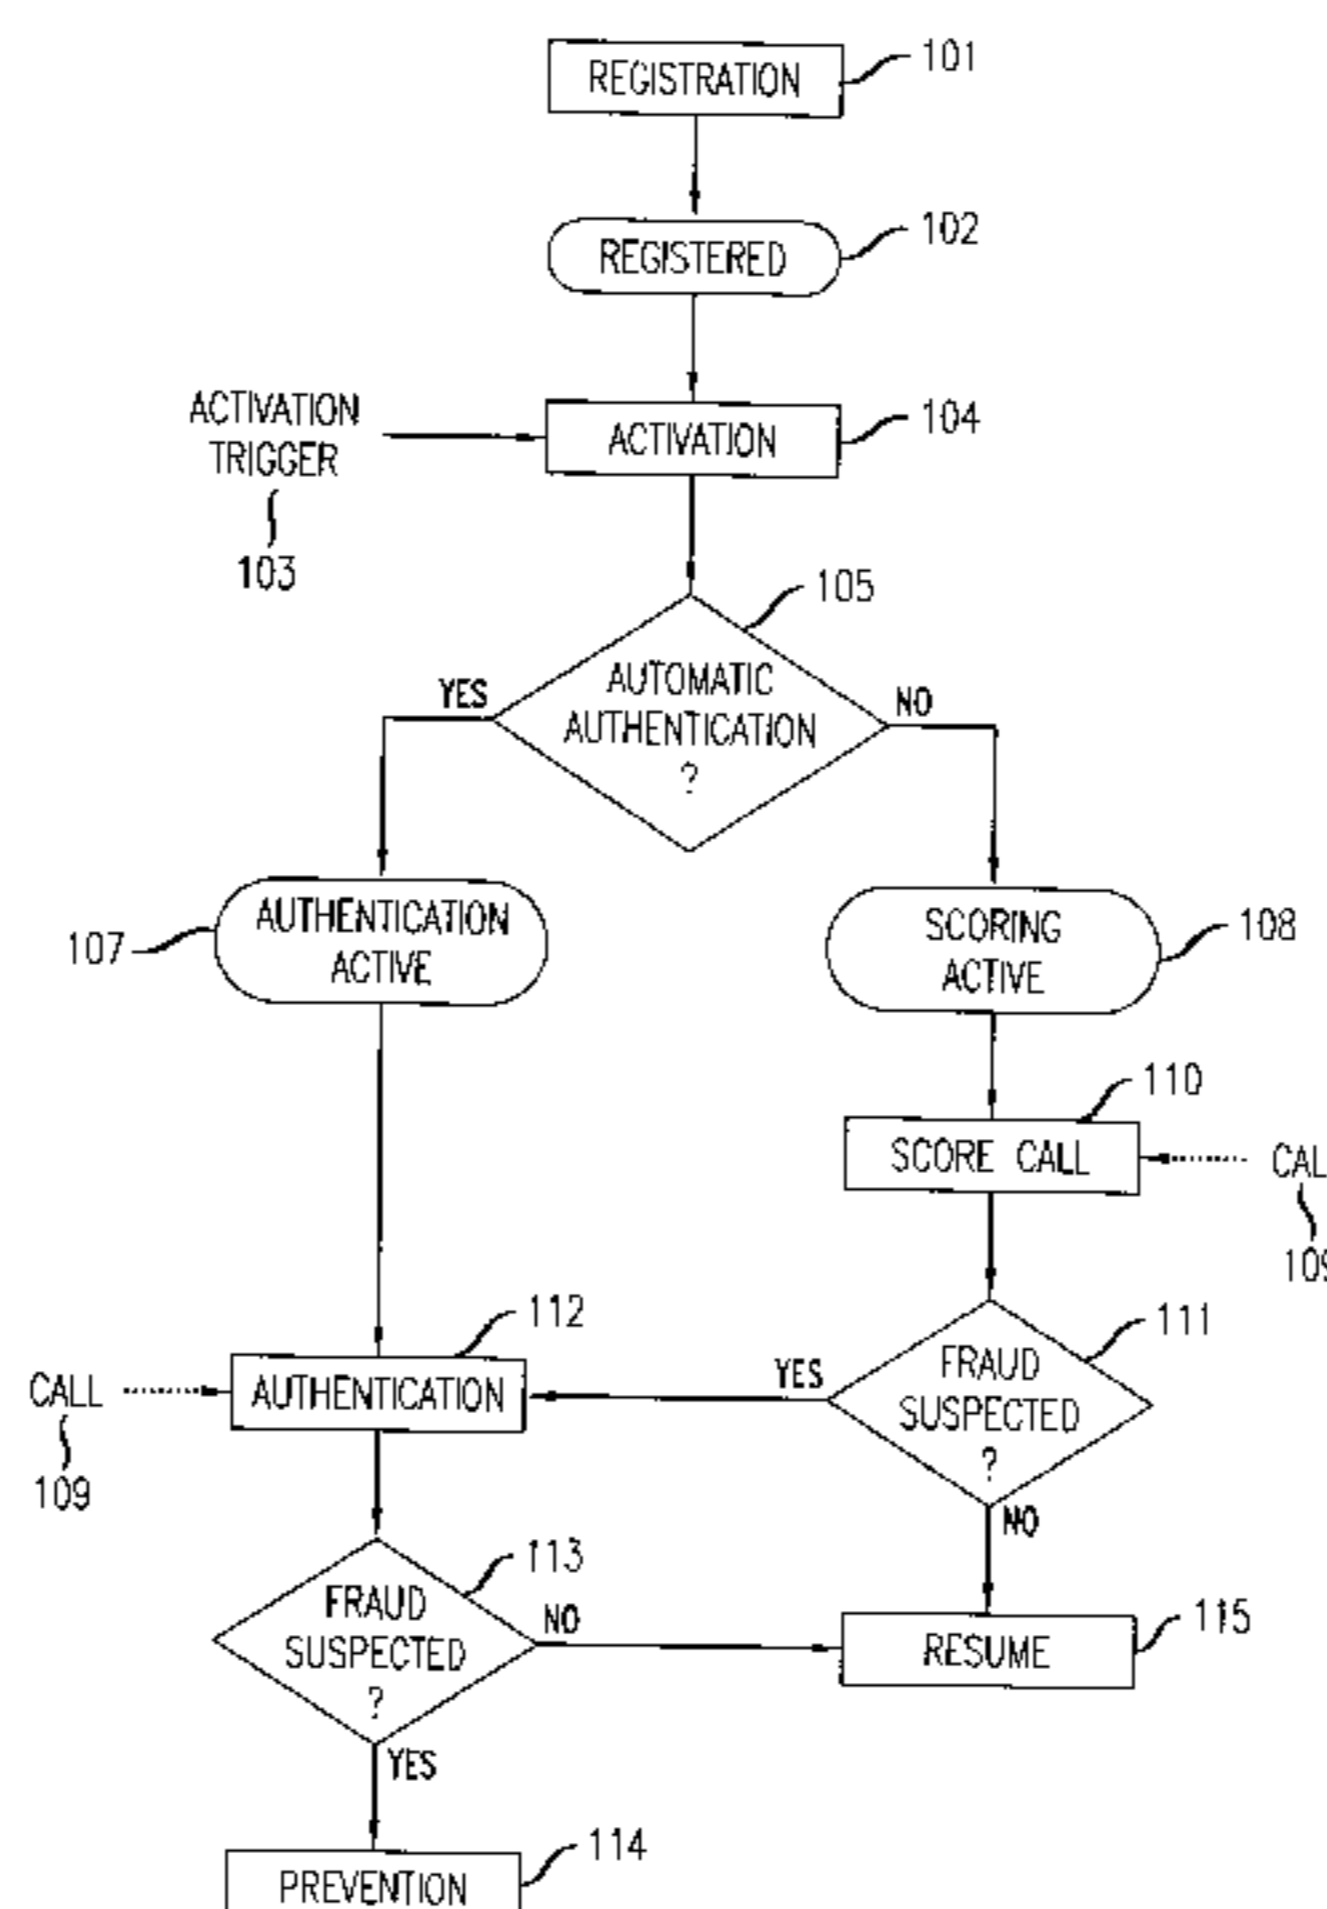 REGISTRATION
101
REGISTERED
102
ACTIVATION
TRIGGER
103
ACTIVATION
104
105
AUTOMATIC
AUTHENTICATION
?
YES
NO
107
AUTHENTICATION
ACTIVE
SCORING
ACTIVE
108
110
SCORE CALL
CAL
109
112
CALL
109
AUTHENTICATION
YES
111
FRAUD
SUSPECTED
?
NO
113
FRAUD
SUSPECTED
?
NO
YES
RESUME
115
114
PREVENTION